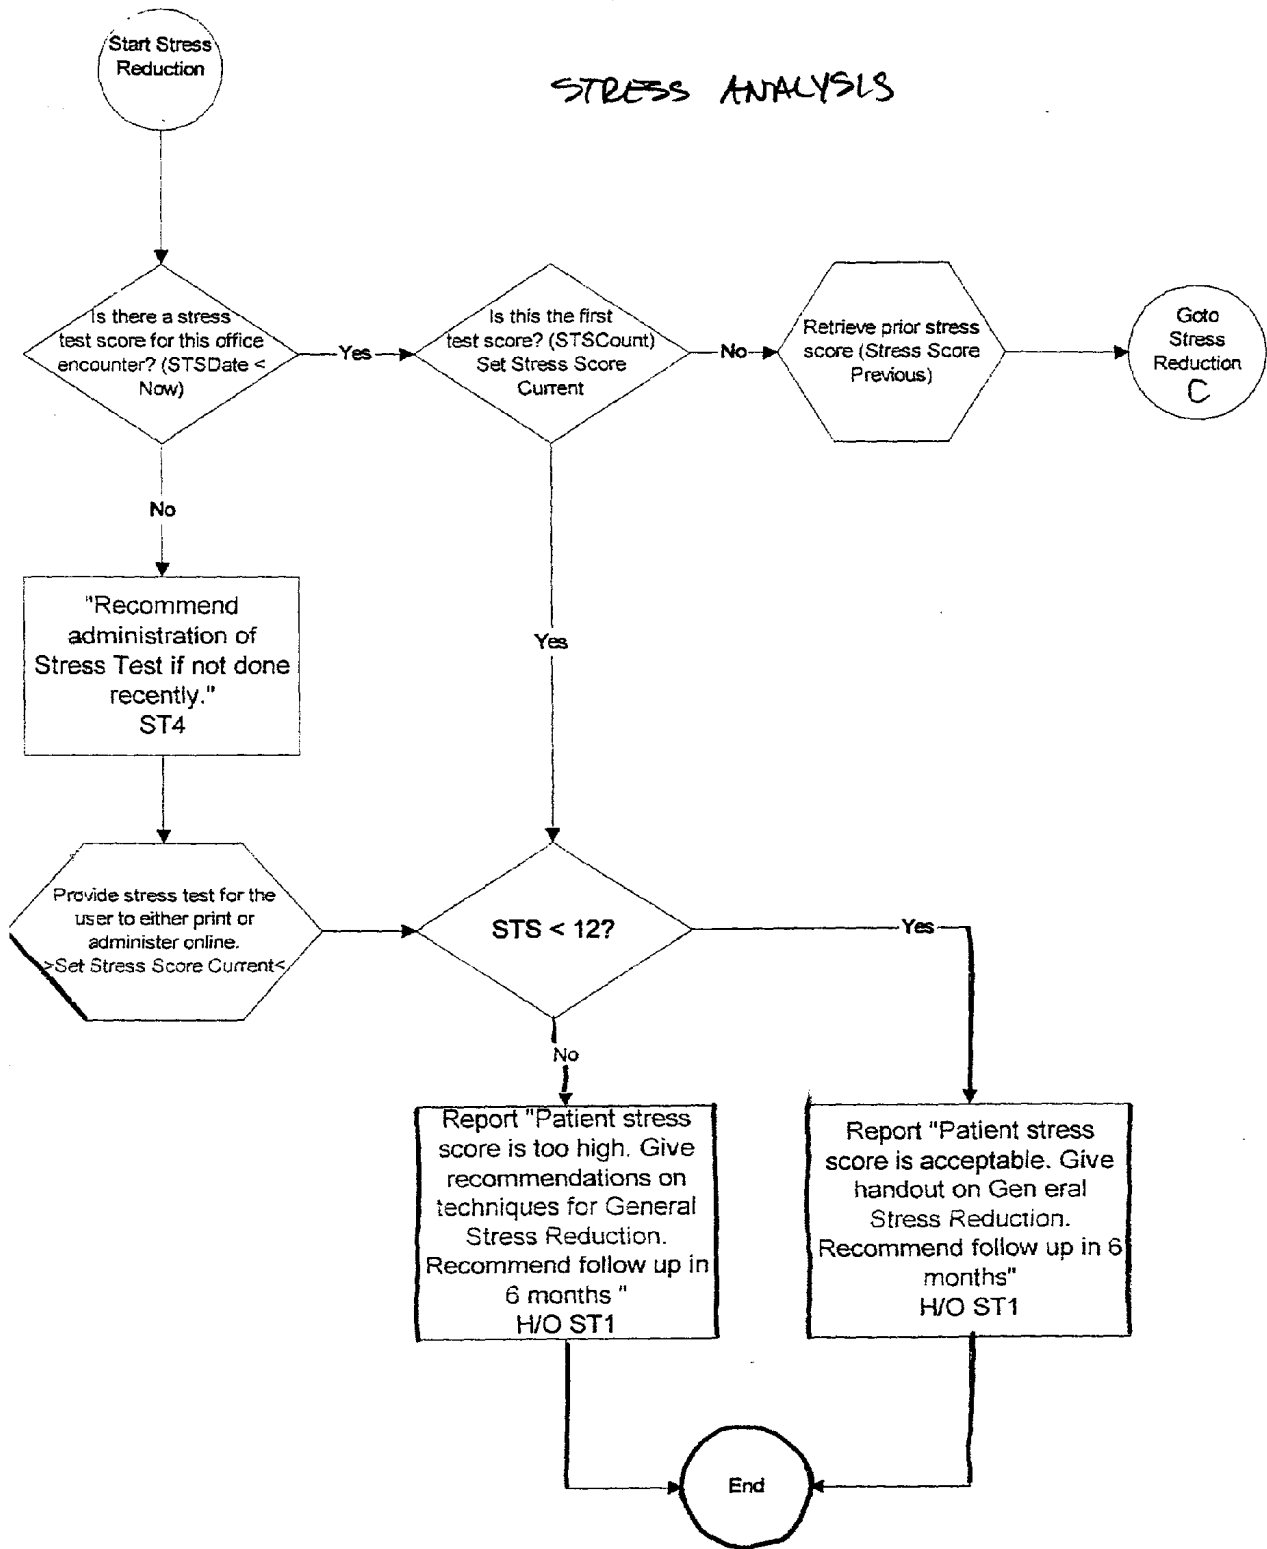 Start Stress
Reduction
STRESS ANALYSIS
Is there a stress
test score for this office
encounter? (STSDate <
Now)
Yes
Is this the first
test score? (STSCount)
Set Stress Score
Current
No
Retrieve prior stress
score (Stress Score
Previous)
Goto
Stress
Reduction
C
No
"Recommend
administration of
Stress Test if not done
recently."
ST4
Yes
Provide stress test for the
user to either print or
administer online.
>Set Stress Score Current<
STS < 12?
Yes
No
Report "Patient stress
score is too high. Give
recommendations on
techniques for General
Stress Reduction.
Recommend follow up in
6 months "
H/O ST1
Report "Patient stress
score is acceptable. Give
handout on Gen eral
Stress Reduction.
Recommend follow up in 6
months"
H/O ST1
End